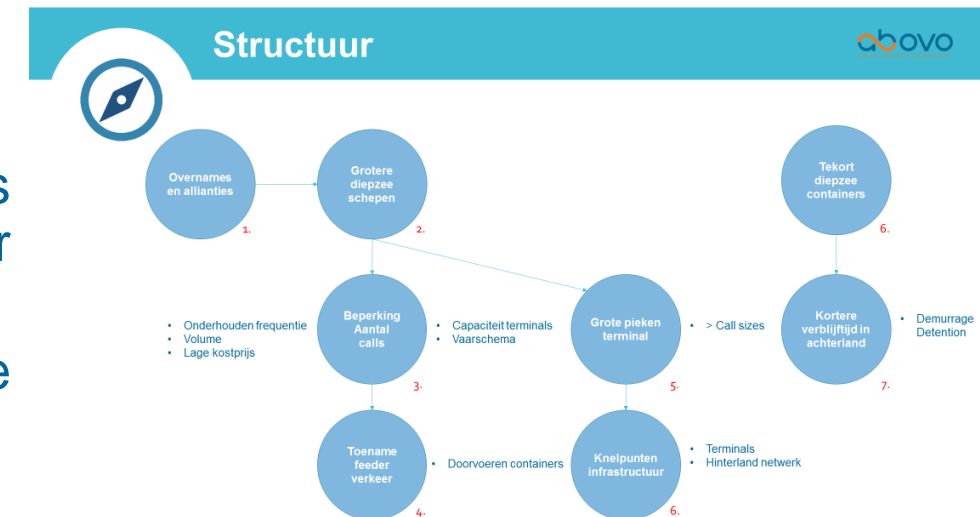 Structuur
abovo
s
r
e
Overnames
en allianties
1.
Grotere
diepzee
schepen
2.
Tekort
diepzee
containers
6.
• Onderhouden frequentie
• Volume
• Lage kostprijs
Beperking
Aantal
calls
3.
• Capaciteit terminals
• Vaarschema
Grote pieken
terminal
5.
• > Call sizes
Kortere
verblijftijd in
achterland
7.
• Demurrage
Detention
Toename
feeder
verkeer
4.
• Doorvoeren containers
Knelpunten
infrastructuur
6.
• Terminals
• Hinterland netwerk